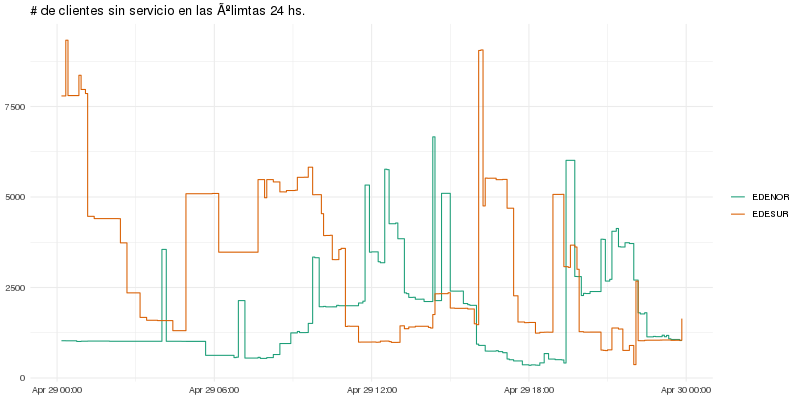 # de clientes sin servicio en las Ãºlimtas 24 hs.
7500
5000
2500
0
Apr 29 00:00
Apr 29 06:00
Apr 29 12:00
Apr 29 18:00
Apr 30 00:00
EDENOR
EDESUR